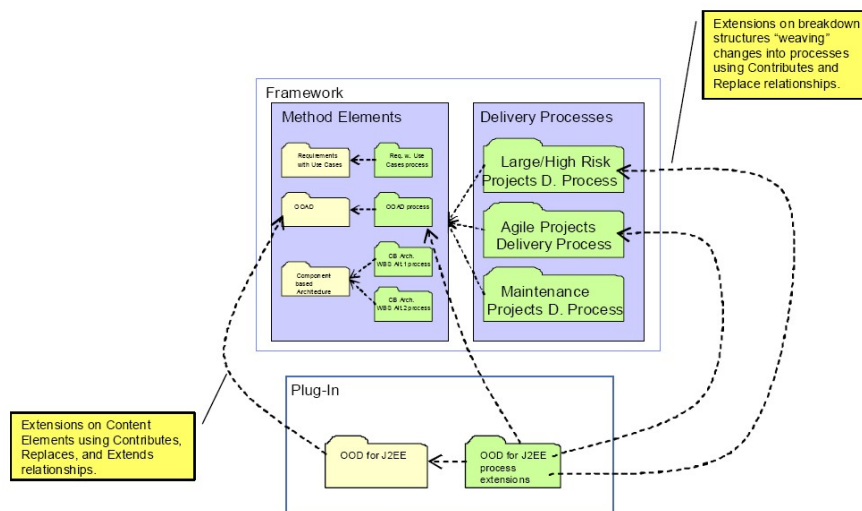 Extensions on breakdown
structures “weaving”
changes into processes
using Contributes and
Replace relationships.
Framework
Method Elements
Delivery Processes
Requirements
with Use Cases
Req. w. Use
Cases process
OOAD
OOAD process
Component
based
Architecture
CB Arch.
WBS Alt.1 process
CB Arch.
WBS Alt.2 process
Large/High Risk
Projects D. Process
Agile Projects
Delivery Process
Maintenance
Projects D. Process
Plug-In
OOD for J2EE
OOD for J2EE
process
extensions
Extensions on Content
Elements using Contributes,
Replaces, and Extends
relationships.